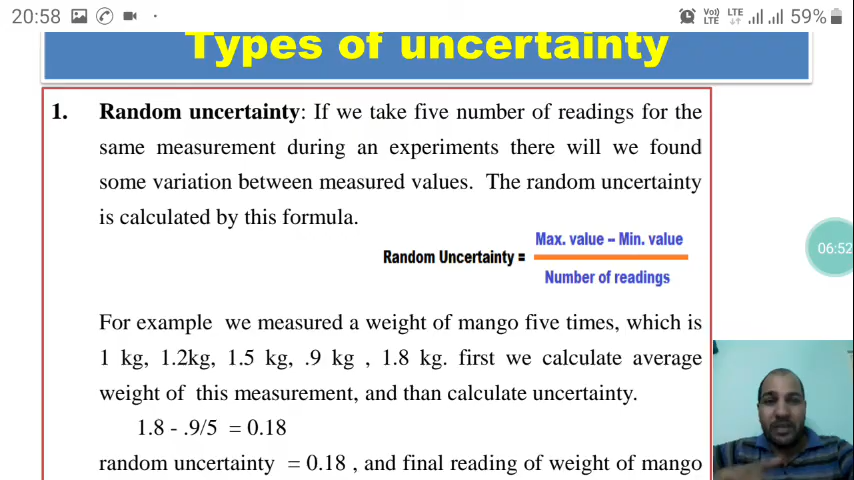 20:58
Vo)) LTE LTE 59%
Types of uncertainty
1. Random uncertainty: If we take five number of readings for the
same measurement during an experiments there will we found
some variation between measured values. The random uncertainty
is calculated by this formula.
Max. value – Min. value
Random Uncertainty =
Number of readings
06:52
For example we measured a weight of mango five times, which is
1 kg, 1.2kg, 1.5 kg, .9 kg , 1.8 kg. first we calculate average
weight of this measurement, and than calculate uncertainty.
1.8 - .9/5 = 0.18
random uncertainty = 0.18 , and final reading of weight of mango